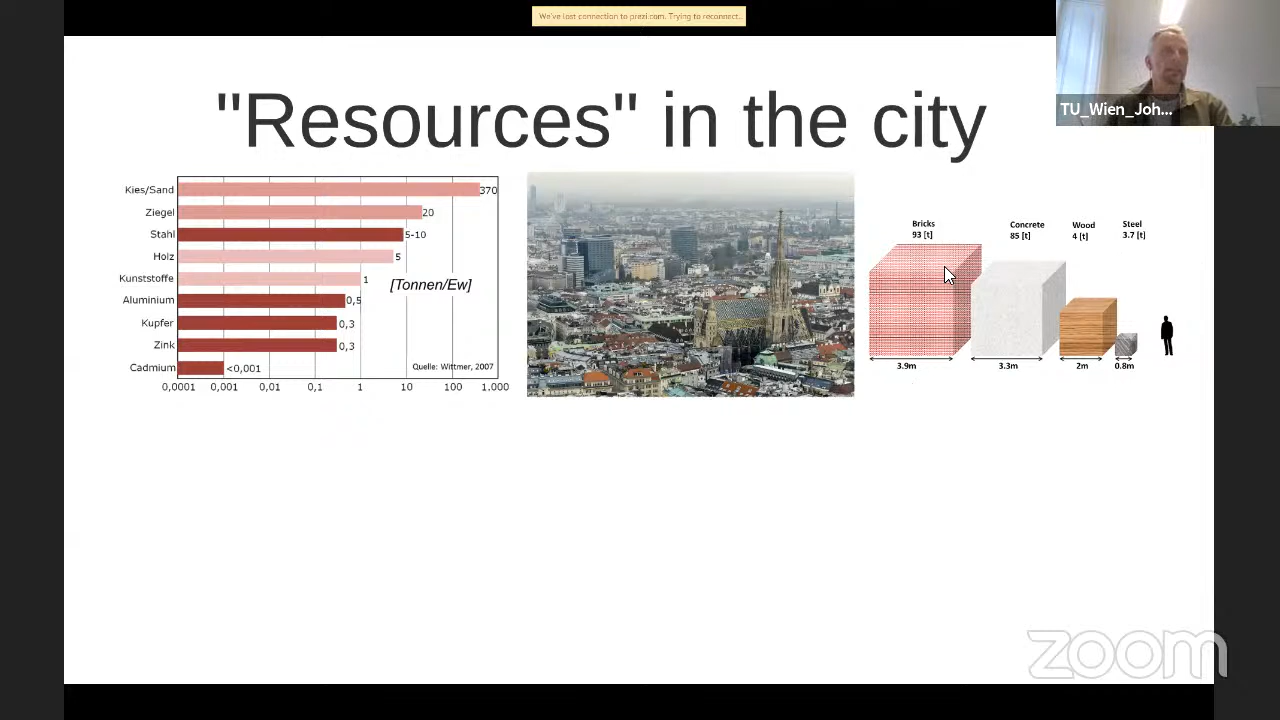 We've lost connection to prezi.com. Trying to reconnect...
TU_Wien_Joh...
"Resources" in the city
Kies/Sand 370
Ziegel 20
Stahl 5-10
Holz 5
Kunststoffe 1
[Tonnen/Ew]
Aluminium 0,5
Kupfer 0,3
Zink 0,3
Cadmium <0,001
Quelle: Wittmer, 2007
0,0001 0,001 0,01 0,1 1 10 100 1.000
Bricks
93 [t]
Concrete
85 [t]
Wood
4 [t]
Steel
3.7 [t]
3.9m 3.3m 2m 0.8m
zoom